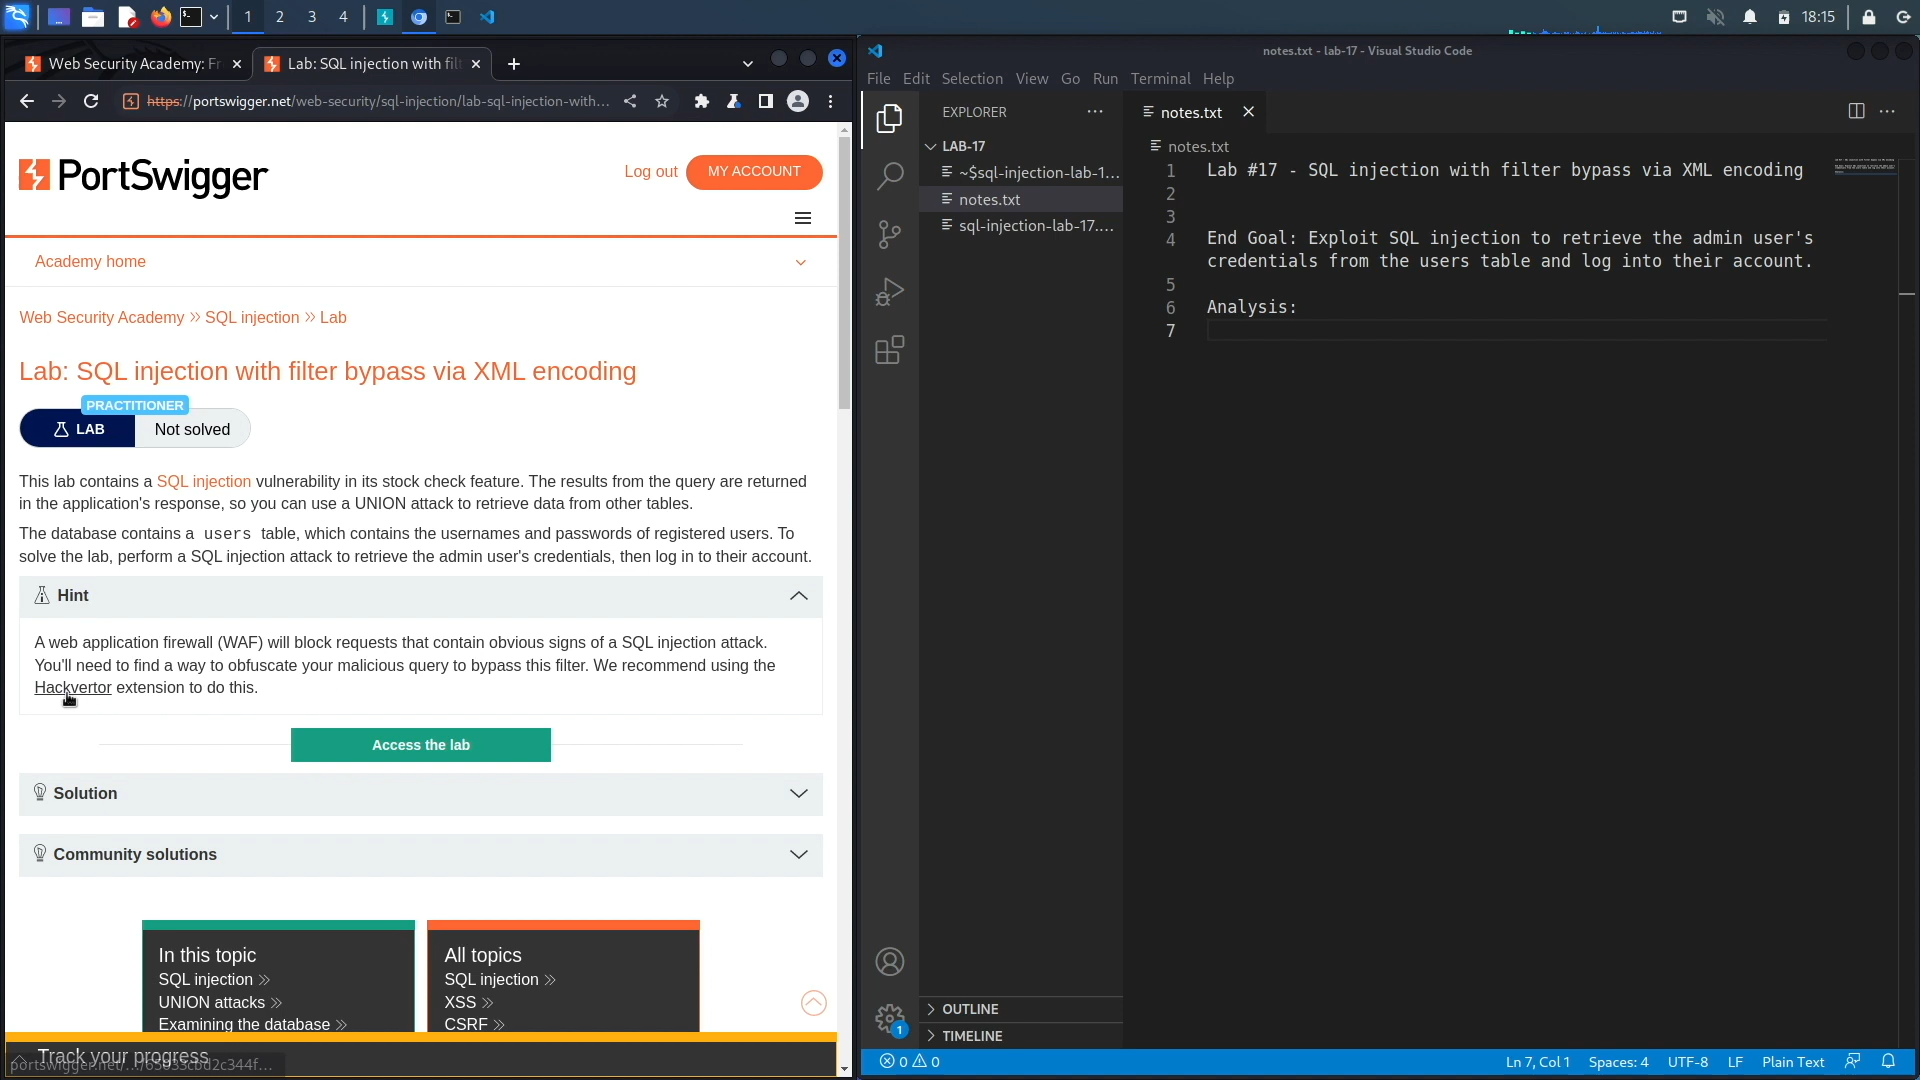 1 2 3 4
18:15
Web Security Academy: Fr
Lab: SQL injection with filt
https://portswigger.net/web-security/sql-injection/lab-sql-injection-with...
PortSwigger
Log out
MY ACCOUNT
Academy home
Web Security Academy » SQL injection » Lab
Lab: SQL injection with filter bypass via XML encoding
PRACTITIONER
LAB
Not solved
This lab contains a SQL injection vulnerability in its stock check feature. The results from the query are returned
in the application's response, so you can use a UNION attack to retrieve data from other tables.
The database contains a users table, which contains the usernames and passwords of registered users. To
solve the lab, perform a SQL injection attack to retrieve the admin user's credentials, then log in to their account.
Hint
A web application firewall (WAF) will block requests that contain obvious signs of a SQL injection attack.
You'll need to find a way to obfuscate your malicious query to bypass this filter. We recommend using the
Hackvertor extension to do this.
Access the lab
Solution
Community solutions
In this topic
SQL injection »
UNION attacks »
Examining the database »
All topics
SQL injection »
XSS »
CSRF »
Track your progress
notes.txt - lab-17 - Visual Studio Code
File Edit Selection View Go Run Terminal Help
EXPLORER
LAB-17
~$sql-injection-lab-1...
notes.txt
sql-injection-lab-17....
OUTLINE
TIMELINE
1
notes.txt
notes.txt
1 Lab #17 - SQL injection with filter bypass via XML encoding
2
3
4 End Goal: Exploit SQL injection to retrieve the admin user's
credentials from the users table and log into their account.
5
6 Analysis:
7
0 0
Ln 7, Col 1 Spaces: 4 UTF-8 LF Plain Text